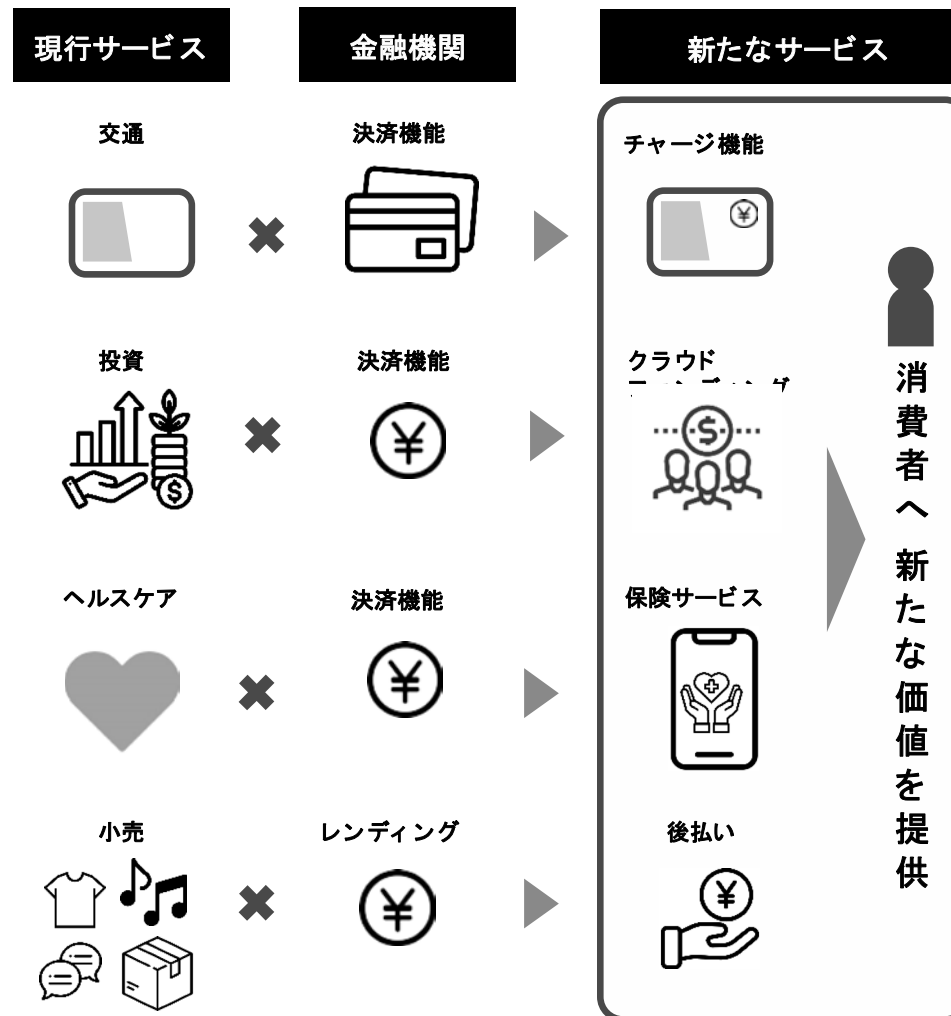 現行サービス
金融機関
新たなサービス
交通
決済機能
チャージ機能
¥
投資
決済機能
クラウド
$
¥
$
ヘルスケア
決済機能
保険サービス
¥
小売
レンディング
後払い
¥
¥
消費者へ新たな価値を提供